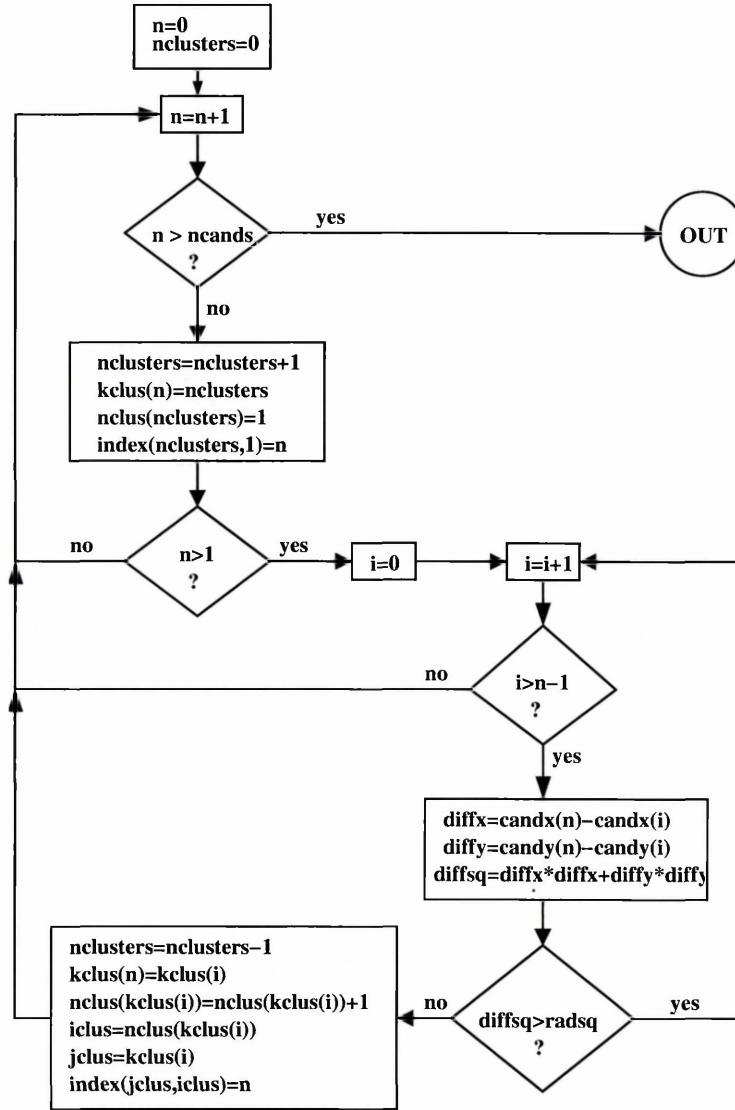 n=0
nclusters=0
n=n+1
n > ncands
?
yes
OUT
no
nclusters=nclusters+1
kclus(n)=nclusters
nclus(nclusters)=1
index(nclusters,1)=n
no
n>1
?
yes
i=0
i=i+1
no
i>n−1
?
yes
diffx=candx(n)−candx(i)
diffy=candy(n)−candy(i)
diffsq=diffx*diffx+diffy*diffy
nclusters=nclusters−1
kclus(n)=kclus(i)
nclus(kclus(i))=nclus(kclus(i))+1
iclus=nclus(kclus(i))
jclus=kclus(i)
index(jclus,iclus)=n
no
diffsq>radsq
?
yes